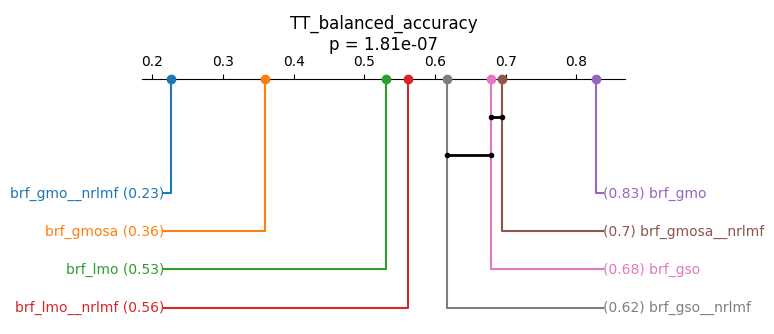 TT_balanced_accuracy
p = 1.81e-07
0.2 0.3 0.4 0.5 0.6 0.7 0.8
brf_gmo__nrlmf (0.23) (0.83) brf_gmo
brf_gmosa (0.36) (0.7) brf_gmosa__nrlmf
brf_lmo (0.53) (0.68) brf_gso
brf_lmo__nrlmf (0.56) (0.62) brf_gso__nrlmf